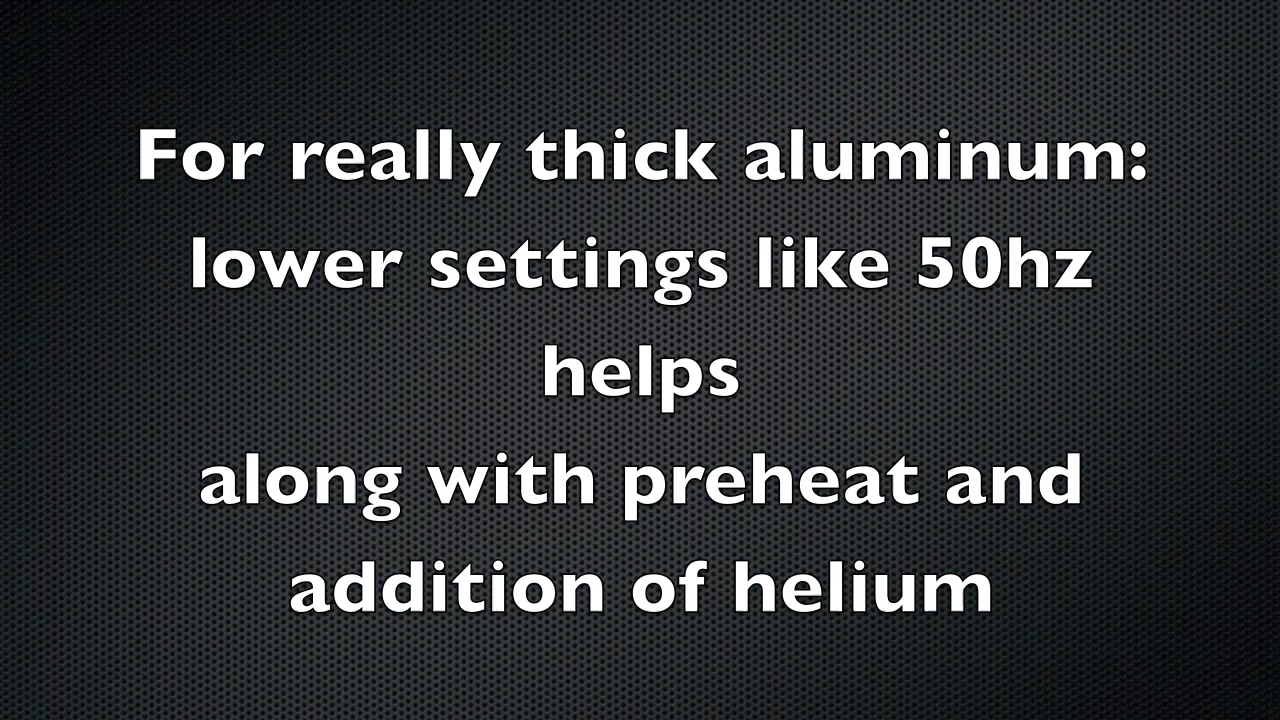 For really thick aluminum:
lower settings like 50hz
helps
along with preheat and
addition of helium